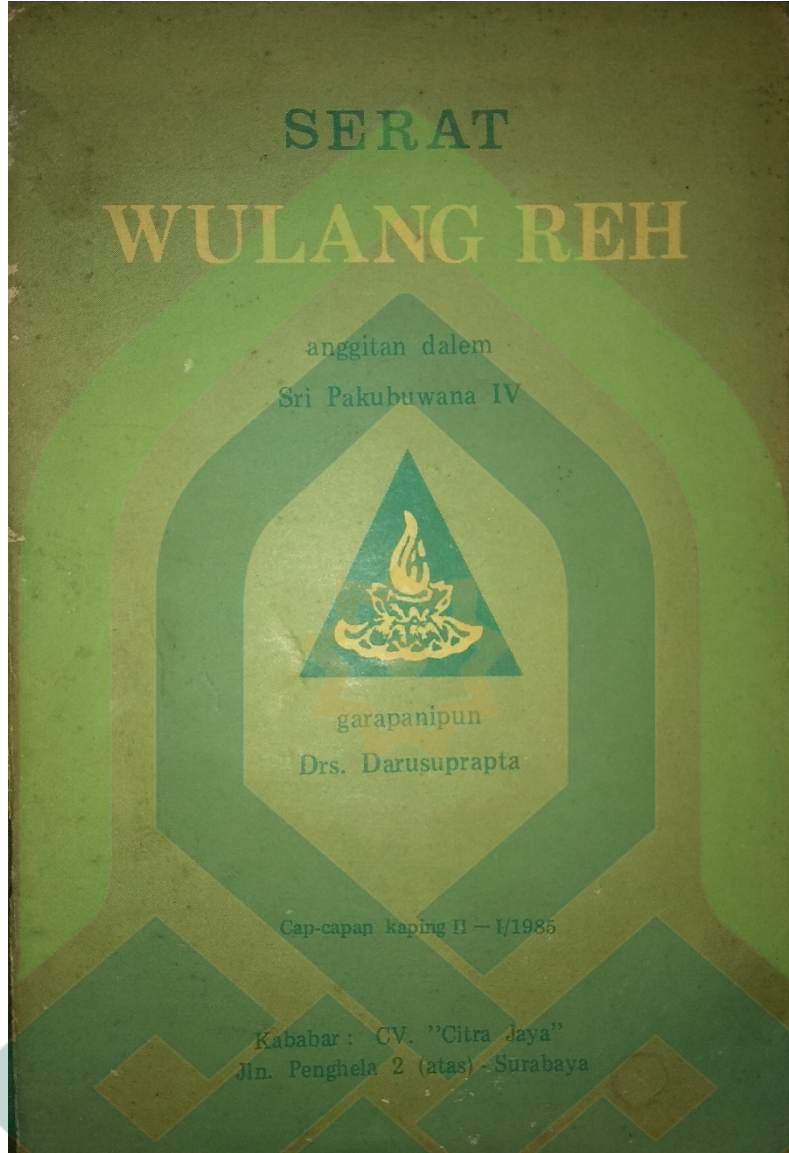 SERAT
WULANG REH
anggitan dalem
Sri Pakubuwana IV
garapanipun
Drs. Darusuprapta
Cap-capan kaping II — I/1985
Kababar : CV. ”Citra Jaya”
Jln. Penghela 2 (atas) - Surabaya